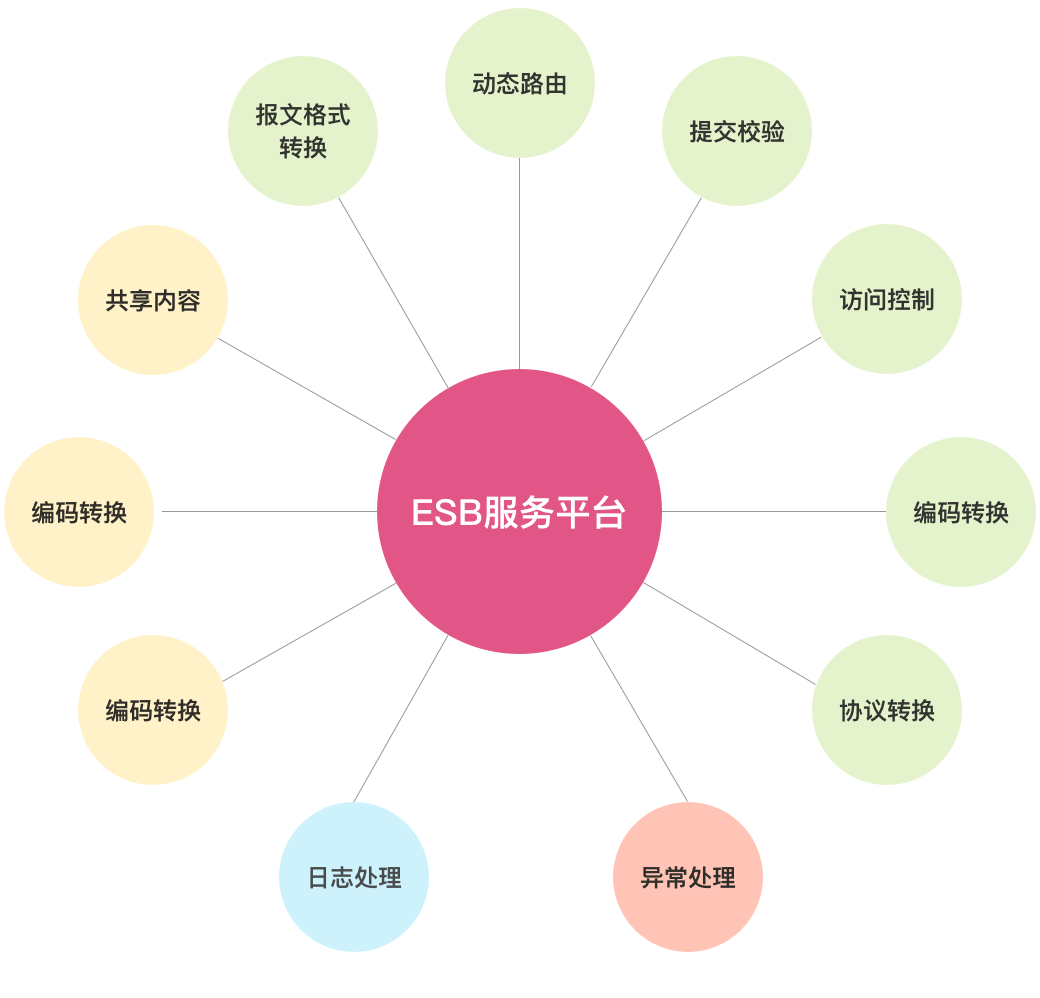 动态路由
报文格式
转换
提交校验
共享内容
访问控制
编码转换
ESB服务平台
编码转换
编码转换
协议转换
日志处理
异常处理